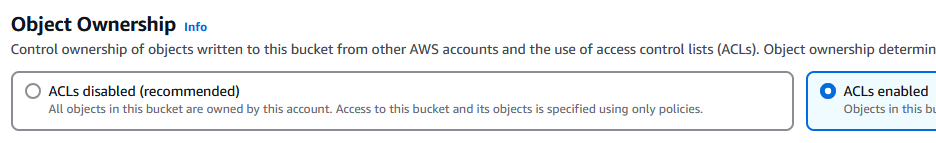 Object Ownership Info
Control ownership of objects written to this bucket from other AWS accounts and the use of access control lists (ACLs). Object ownership determin
ACLs disabled (recommended)
All objects in this bucket are owned by this account. Access to this bucket and its objects is specified using only policies.
ACLs enabled
Objects in this bu